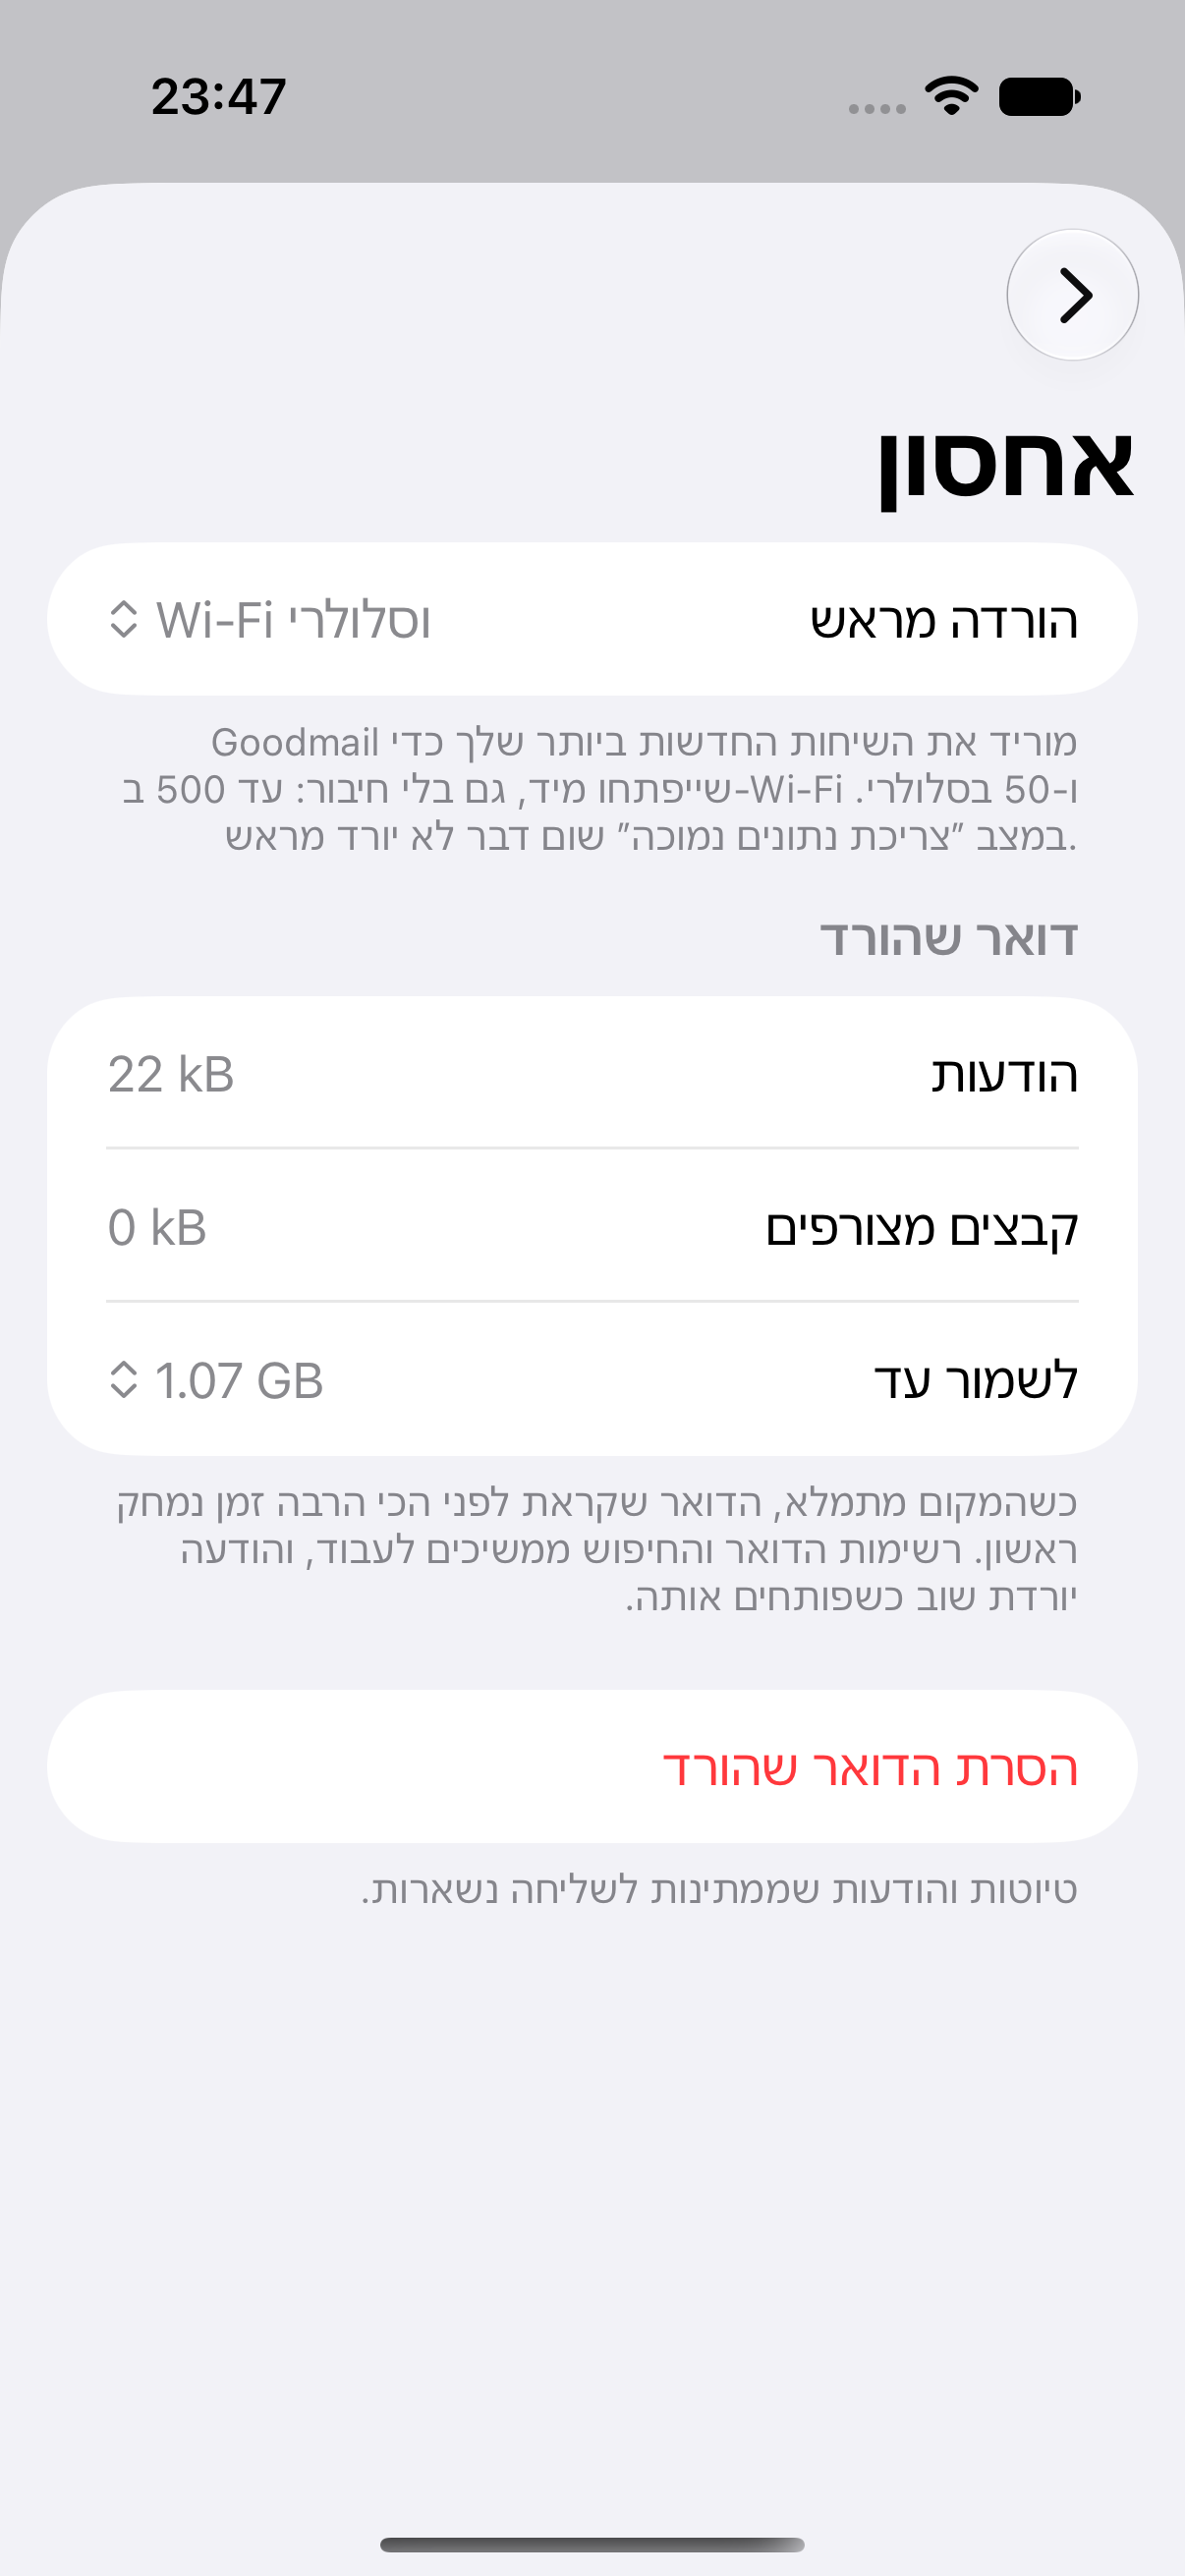 23:47
אחסון
הורדה מראש
Wi-Fi וסלולרי
Goodmail מוריד את השיחות החדשות ביותר שלך כדי
שייפתחו מיד, גם בלי חיבור: עד 500 ב-Wi-Fi ו-50 בסלולרי.
במצב ״צריכת נתונים נמוכה״ שום דבר לא יורד מראש.
דואר שהורד
הודעות
22 kB
קבצים מצורפים
0 kB
לשמור עד
1.07 GB
כשהמקום מתמלא, הדואר שקראת לפני הכי הרבה זמן נמחק
ראשון. רשימות הדואר והחיפוש ממשיכים לעבוד, והודעה
יורדת שוב כשפותחים אותה.
הסרת הדואר שהורד
טיוטות והודעות שממתינות לשליחה נשארות.